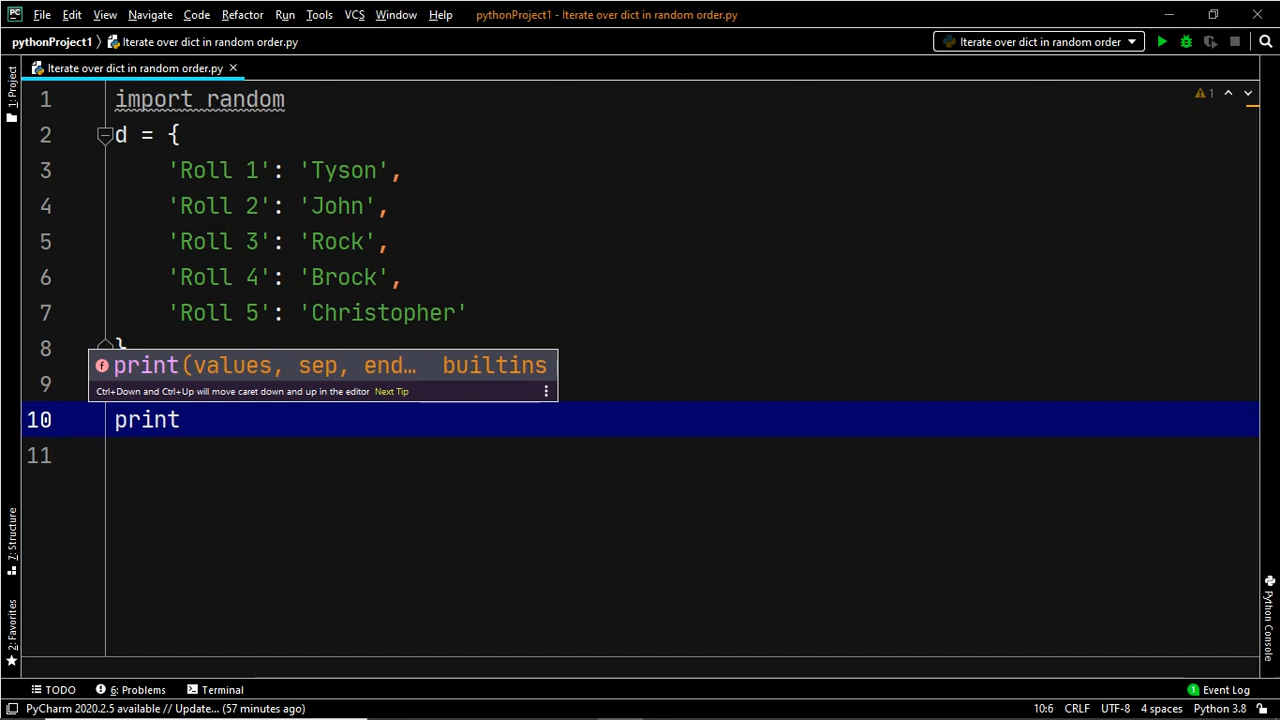 PC File Edit View Navigate Code Refactor Run Tools VCS Window Help pythonProject1 - Iterate over dict in random order.py
pythonProject1 Iterate over dict in random order.py Iterate over dict in random order
Iterate over dict in random order.py
1: Project
1 import random
1
2 d = {
3 'Roll 1': 'Tyson',
4 'Roll 2': 'John',
5 'Roll 3': 'Rock',
6 'Roll 4': 'Brock',
7 'Roll 5': 'Christopher'
8 }
f print(values, sep, end… builtins
9
Ctrl+Down and Ctrl+Up will move caret down and up in the editor Next Tip
10 print
11
7: Structure
2: Favorites
Python Console
TODO 6: Problems Terminal 1 Event Log
PyCharm 2020.2.5 available // Update... (57 minutes ago) 10:6 CRLF UTF-8 4 spaces Python 3.8